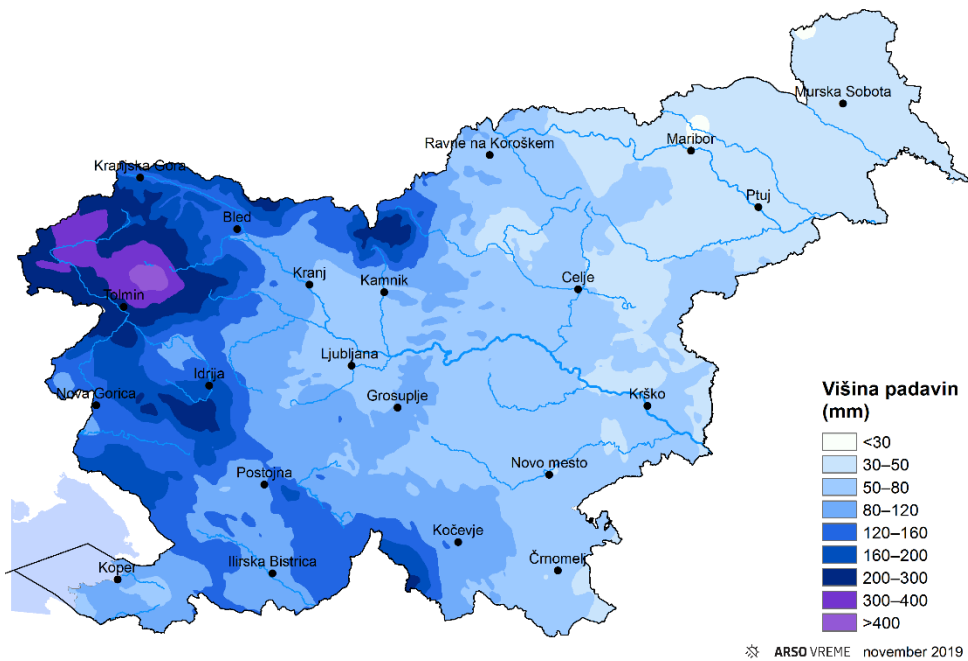 Murska Sobota
Ravne na Koroškem
Maribor
Kranjska Gora
Ptuj
Bled
Kranj
Kamnik
Celje
Tolmin
Ljubljana
Idrija
Nova Gorica
Grosuplje
Krško
Postojna
Novo mesto
Kočevje
Koper
Ilirska Bistrica
Črnomelj
Višina padavin
(mm)
<30
30–50
50–80
80–120
120–160
160–200
200–300
300–400
>400
ARSO VREME november 2019